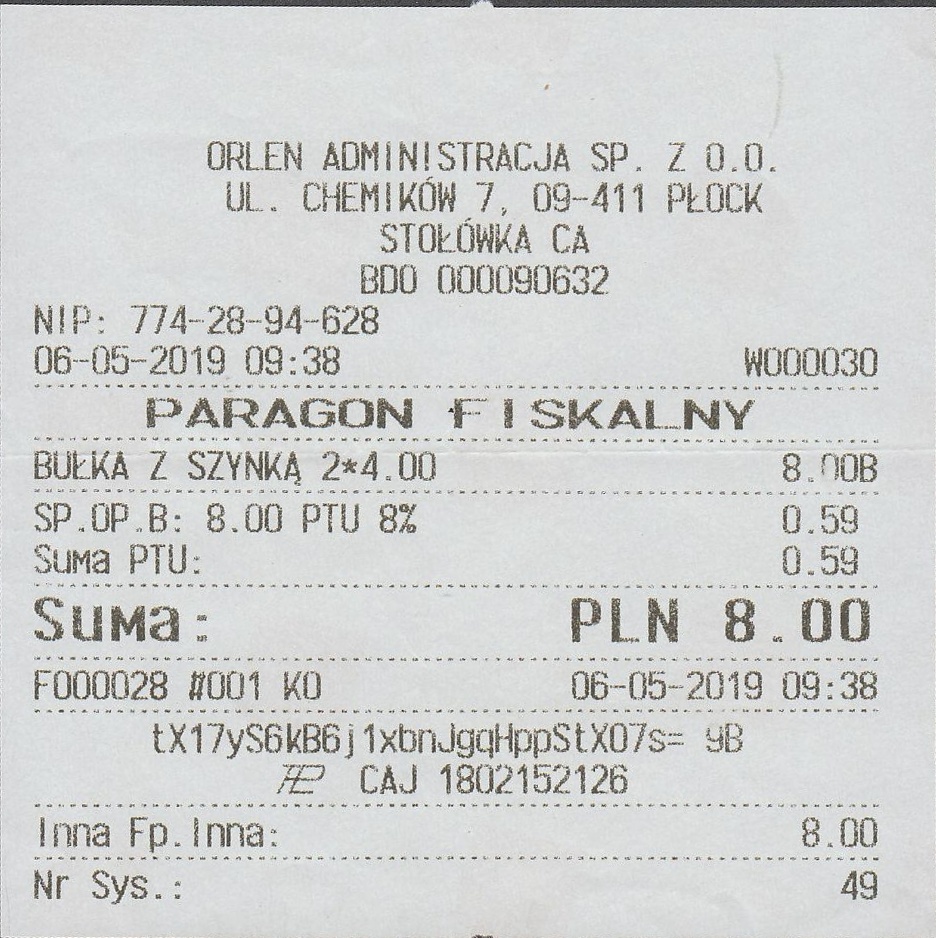 ORLEN ADMINISTRACJA SP. Z O.O.
UL. CHEMIKÓW 7, 09-411 PŁOCK
STOŁÓWKA CA
BDO 000090632
NIP: 774-28-94-628
06-05-2019 09:38 W000030
PARAGON FISKALNY
BUŁKA Z SZYNKĄ 2*4.00 8.00B
SP.OP.B: 8.00 PTU 8% 0.59
Suma PTU: 0.59
Suma: PLN 8.00
F000028 #001 KO 06-05-2019 09:38
tX17yS6kB6j1xbnJgqHppStX07s= 9B
CAJ 1802152126
Inna Fp.Inna: 8.00
Nr Sys.: 49